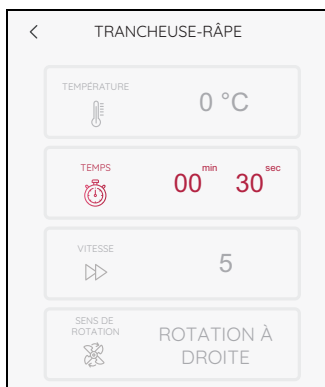 TRANCHEUSE-RÂPE
TEMPÉRATURE
0 °C
TEMPS
00 min 30 sec
VITESSE
5
SENS DE
ROTATION
ROTATION À
DROITE